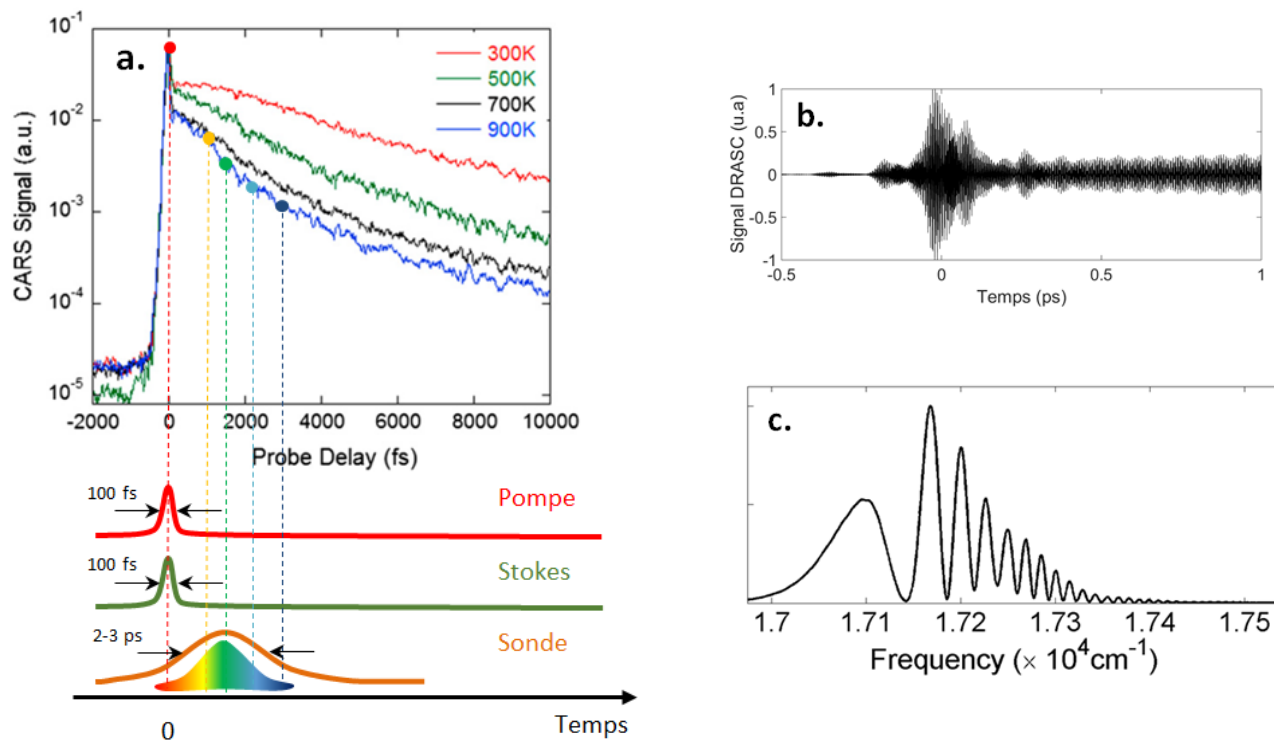 a.
10⁻¹
10⁻²
10⁻³
10⁻⁴
10⁻⁵
CARS Signal (a.u.)
300K
500K
700K
900K
-2000 0 2000 4000 6000 8000 10000
Probe Delay (fs)
100 fs
Pompe
100 fs
Stokes
2-3 ps
Sonde
0
Temps
b.
Signal DRASC (u.a)
1
0.5
0
-0.5
-1
-0.5 0 0.5 1
Temps (ps)
c.
1.7 1.71 1.72 1.73 1.74 1.75
Frequency (× 10⁴cm⁻¹)